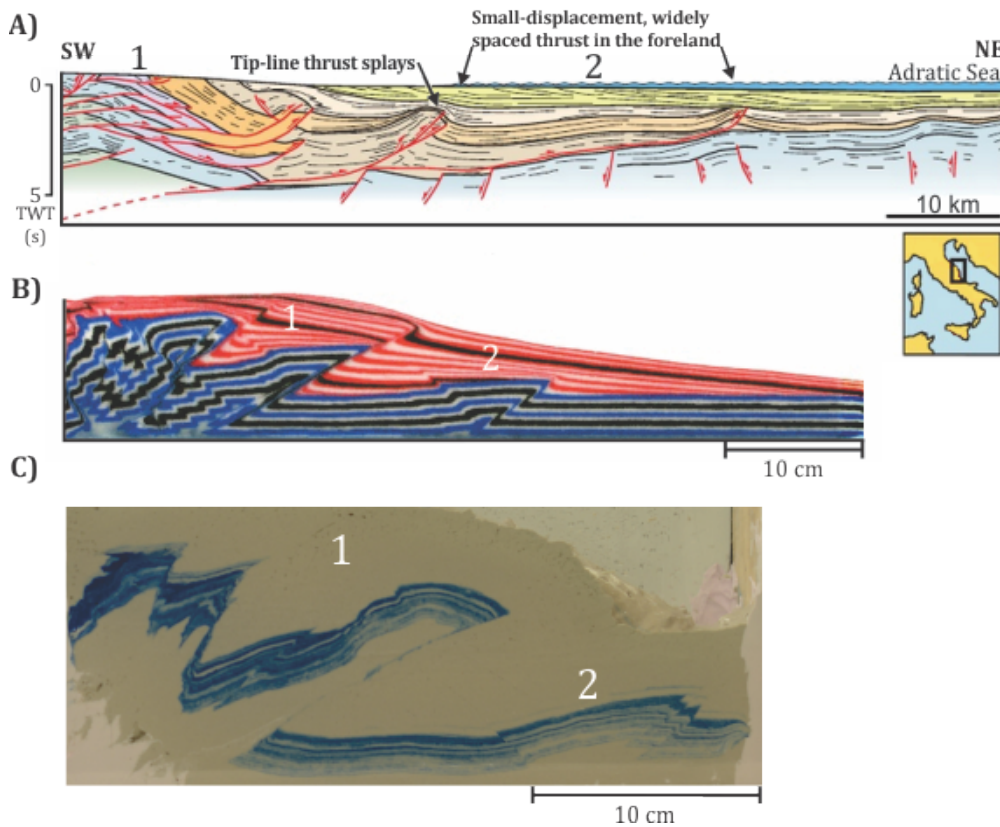 A)
SW
1
Tip-line thrust splays
Small-displacement, widely
spaced thrust in the foreland
2
NE
Adratic Sea
0
5
TWT
(s)
10 km
B)
1
2
10 cm
C)
1
2
10 cm